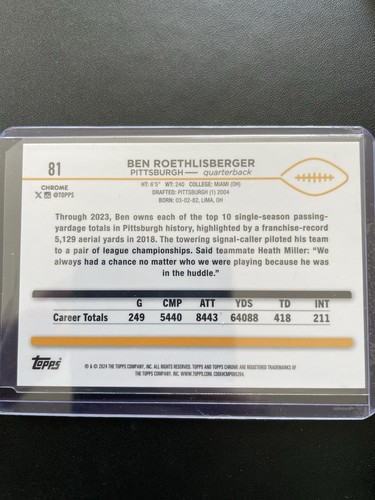 81
BEN ROETHLISBERGER
PITTSBURGH — quarterback
CHROME
@TOPPS
HT: 6'5" WT: 240 COLLEGE: MIAMI (OH)
DRAFTED: PITTSBURGH (1) 2004
BORN: 03-02-82, LIMA, OH
Through 2023, Ben owns each of the top 10 single-season passing-
yardage totals in Pittsburgh history, highlighted by a franchise-record
5,129 aerial yards in 2018. The towering signal-caller piloted his team
to a pair of league championships. Said teammate Heath Miller: “We
always had a chance no matter who we were playing because he was
in the huddle.”
G CMP ATT YDS TD INT
Career Totals 249 5440 8443 64088 418 211
Topps
® & © 2024 THE TOPPS COMPANY, INC. ALL RIGHTS RESERVED. TOPPS AND TOPPS CHROME ARE REGISTERED TRADEMARKS OF
THE TOPPS COMPANY, INC. WWW.TOPPS.COM.